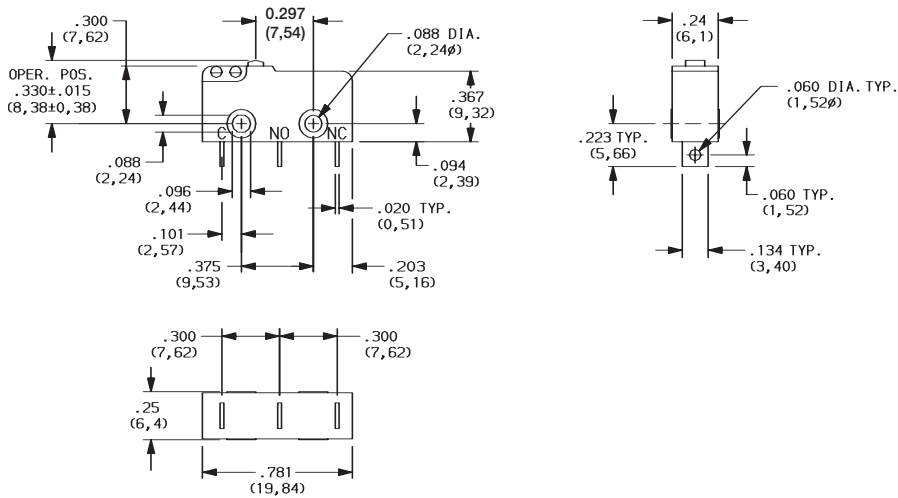 .300
(7,62)
0.297
(7,54)
.088 DIA.
(2,24ø)
OPER. POS.
.330±.015
(8,38±0,38)
.367
(9,32)
C
NO
NC
.088
(2,24)
.094
(2,39)
.096
(2,44)
.020 TYP.
(0,51)
.101
(2,57)
.375
(9,53)
.203
(5,16)
.24
(6,1)
.060 DIA. TYP.
(1,52ø)
.223 TYP.
(5,66)
.060 TYP.
(1,52)
.134 TYP.
(3,40)
.300
(7,62)
.300
(7,62)
.25
(6,4)
.781
(19,84)